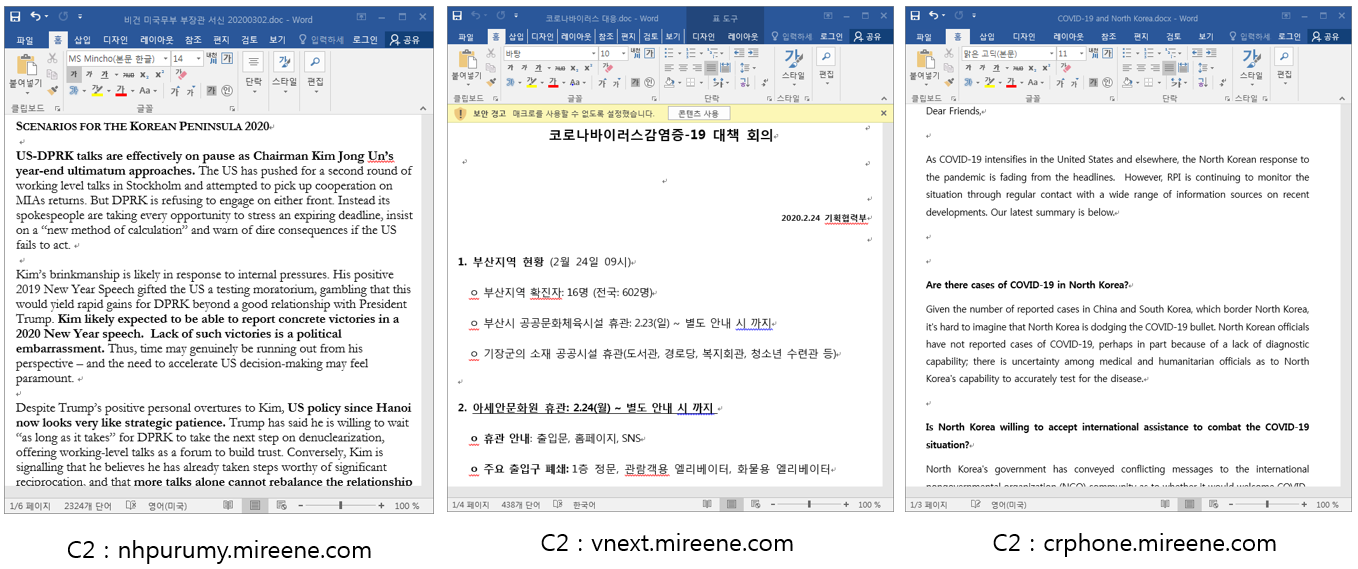 비건 미국무부 부장관 서신 20200302.doc - Word
파일 홈 삽입 디자인 레이아웃 참조 편지 검토 보기 입력하세 로그인 공유
MS Mincho(본문 한글) 14
붙여넣기 단락 스타일 편집
클립보드 글꼴
SCENARIOS FOR THE KOREAN PENINSULA 2020
US-DPRK talks are effectively on pause as Chairman Kim Jong Un's
year-end ultimatum approaches. The US has pushed for a second round of
working level talks in Stockholm and attempted to pick up cooperation on
MIAs returns. But DPRK is refusing to engage on either front. Instead its
spokespeople are taking every opportunity to stress an expiring deadline, insist
on a “new method of calculation” and warn of dire consequences if the US
fails to act.
Kim's brinkmanship is likely in response to internal pressures. His positive
2019 New Year Speech gifted the US a testing moratorium, gambling that this
would yield rapid gains for DPRK beyond a good relationship with President
Trump. Kim likely expected to be able to report concrete victories in a
2020 New Year speech. Lack of such victories is a political
embarrassment. Thus, time may genuinely be running out from his
perspective – and the need to accelerate US decision-making may feel
paramount.
Despite Trump's positive personal overtures to Kim, US policy since Hanoi
now looks very like strategic patience. Trump has said he is willing to wait
“as long as it takes” for DPRK to take the next step on denuclearization,
offering working-level talks as a forum to build trust. Conversely, Kim is
signalling that he believes he has already taken steps worthy of significant
reciprocation, and that more talks alone cannot rebalance the relationship
1/6 페이지 2324개 단어 영어(미국) 100 %
C2 : nhpurumy.mireene.com
코로나바이러스 대응.doc - Word 표 도구
파일 홈 삽입 디자인 레이아웃 참조 편지 검토 보기 디자인 레이아웃 입력하세 로그인 공유
바탕 10
붙여넣기 스타일 편집
클립보드 글꼴 단락 스타일
보안 경고 매크로를 사용할 수 없도록 설정했습니다. 콘텐츠 사용
코로나바이러스감염증-19 대책 회의
2020.2.24 기획협력부
1. 부산지역 현황 (2월 24일 09시)
ㅇ 부산지역 확진자: 16명 (전국: 602명)
ㅇ 부산시 공공문화체육시설 휴관: 2.23(일) ~ 별도 안내 시 까지
ㅇ 기장군의 소재 공공시설 휴관(도서관, 경로당, 복지회관, 청소년 수련관 등)
2. 아세안문화원 휴관: 2.24(월) ~ 별도 안내 시 까지
ㅇ 휴관 안내: 출입문, 홈페이지, SNS
ㅇ 주요 출입구 폐쇄: 1층 정문, 관람객용 엘리베이터, 화물용 엘리베이터
1/4 페이지 438개 단어 한국어 100 %
C2 : vnext.mireene.com
COVID-19 and North Korea.docx - Word
파일 홈 삽입 디자인 레이아웃 참조 편지 검토 보기 입력하세 로그인 공유
맑은 고딕(본문) 11
붙여넣기 스타일 편집
클립보드 글꼴 단락 스타일
Dear Friends,
As COVID-19 intensifies in the United States and elsewhere, the North Korean response to
the pandemic is fading from the headlines. However, RPI is continuing to monitor the
situation through regular contact with a wide range of information sources on recent
developments. Our latest summary is below.
Are there cases of COVID-19 in North Korea?
Given the number of reported cases in China and South Korea, which border North Korea,
it's hard to imagine that North Korea is dodging the COVID-19 bullet. North Korean officials
have not reported cases of COVID-19, perhaps in part because of a lack of diagnostic
capability; there is uncertainty among medical and humanitarian officials as to North
Korea's capability to accurately test for the disease.
Is North Korea willing to accept international assistance to combat the COVID-19
situation?
North Korea's government has conveyed conflicting messages to the international
nongovernmental organization (NGO) community as to whether it would welcome COVID-
1/3 페이지 영어(미국) 100 %
C2 : crphone.mireene.com